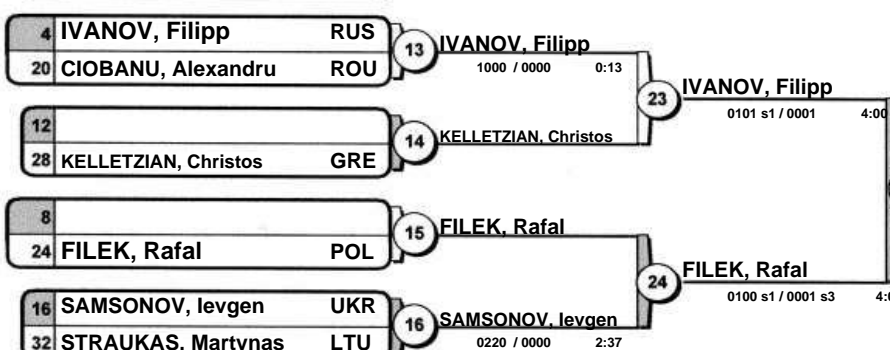 4 IVANOV, Filipp RUS
20 CIOBANU, Alexandru ROU
13 IVANOV, Filipp
1000 / 0000 0:13
12
28 KELLETZIAN, Christos GRE
14 KELLETZIAN, Christos
23 IVANOV, Filipp
0101 s1 / 0001 4:00
8
24 FILEK, Rafal POL
15 FILEK, Rafal
16 SAMSONOV, Ievgen UKR
32 STRAUKAS, Martynas LTU
16 SAMSONOV, Ievgen
0220 / 0000 2:37
24 FILEK, Rafal
0100 s1 / 0001 s3